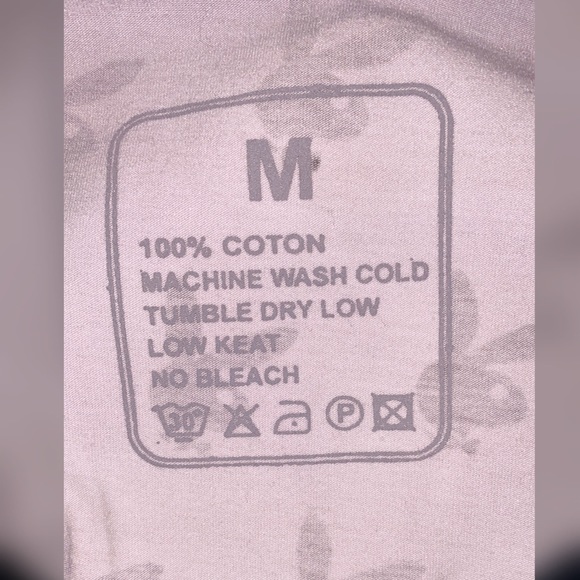 M
100% COTON
MACHINE WASH COLD
TUMBLE DRY LOW
LOW KEAT
NO BLEACH
30° P